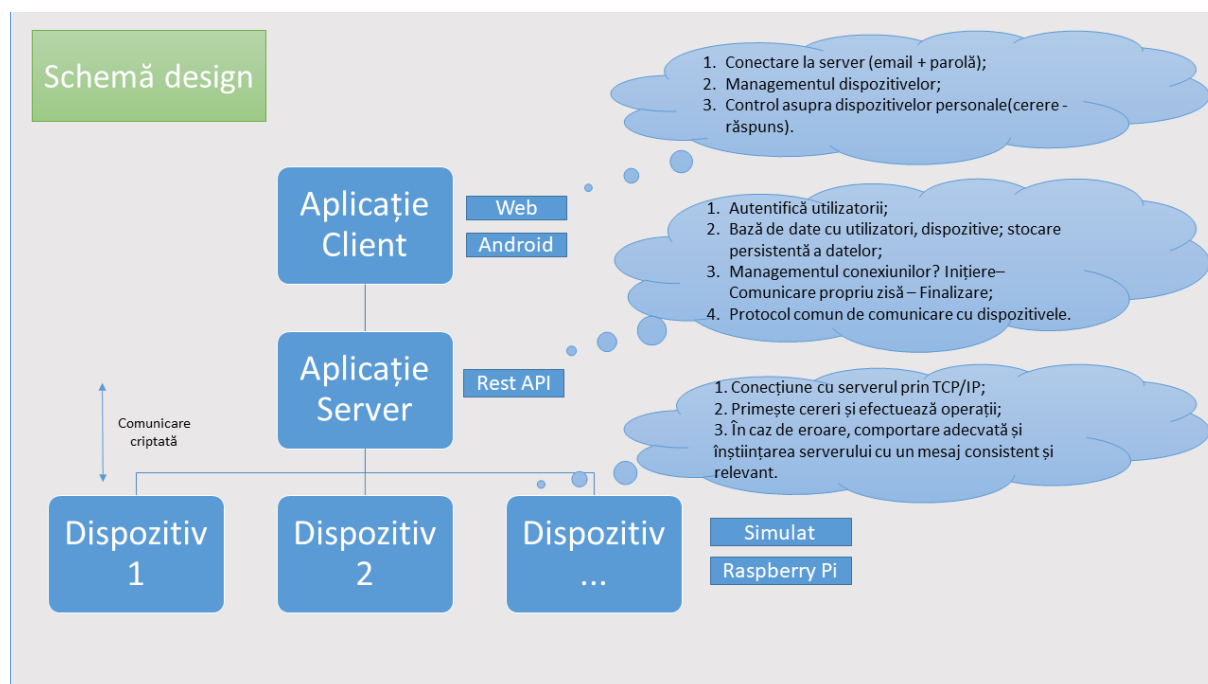 Schemă design
1. Conectare la server (email + parolă);
2. Managementul dispozitivelor;
3. Control asupra dispozitivelor personale(cerere -
răspuns).
Aplicație
Client
Web
Android
1. Autentifică utilizatorii;
2. Bază de date cu utilizatori, dispozitive; stocare
persistentă a datelor;
3. Managementul conexiunilor? Inițiere–
Comunicare propriu zisă – Finalizare;
4. Protocol comun de comunicare cu dispozitivele.
Aplicație
Server
Rest API
1. Conecțiune cu serverul prin TCP/IP;
2. Primește cereri și efectuează operații;
3. În caz de eroare, comportare adecvată și
înștiințarea serverului cu un mesaj consistent și
relevant.
Comunicare
criptată
Dispozitiv
1
Dispozitiv
2
Dispozitiv
...
Simulat
Raspberry Pi